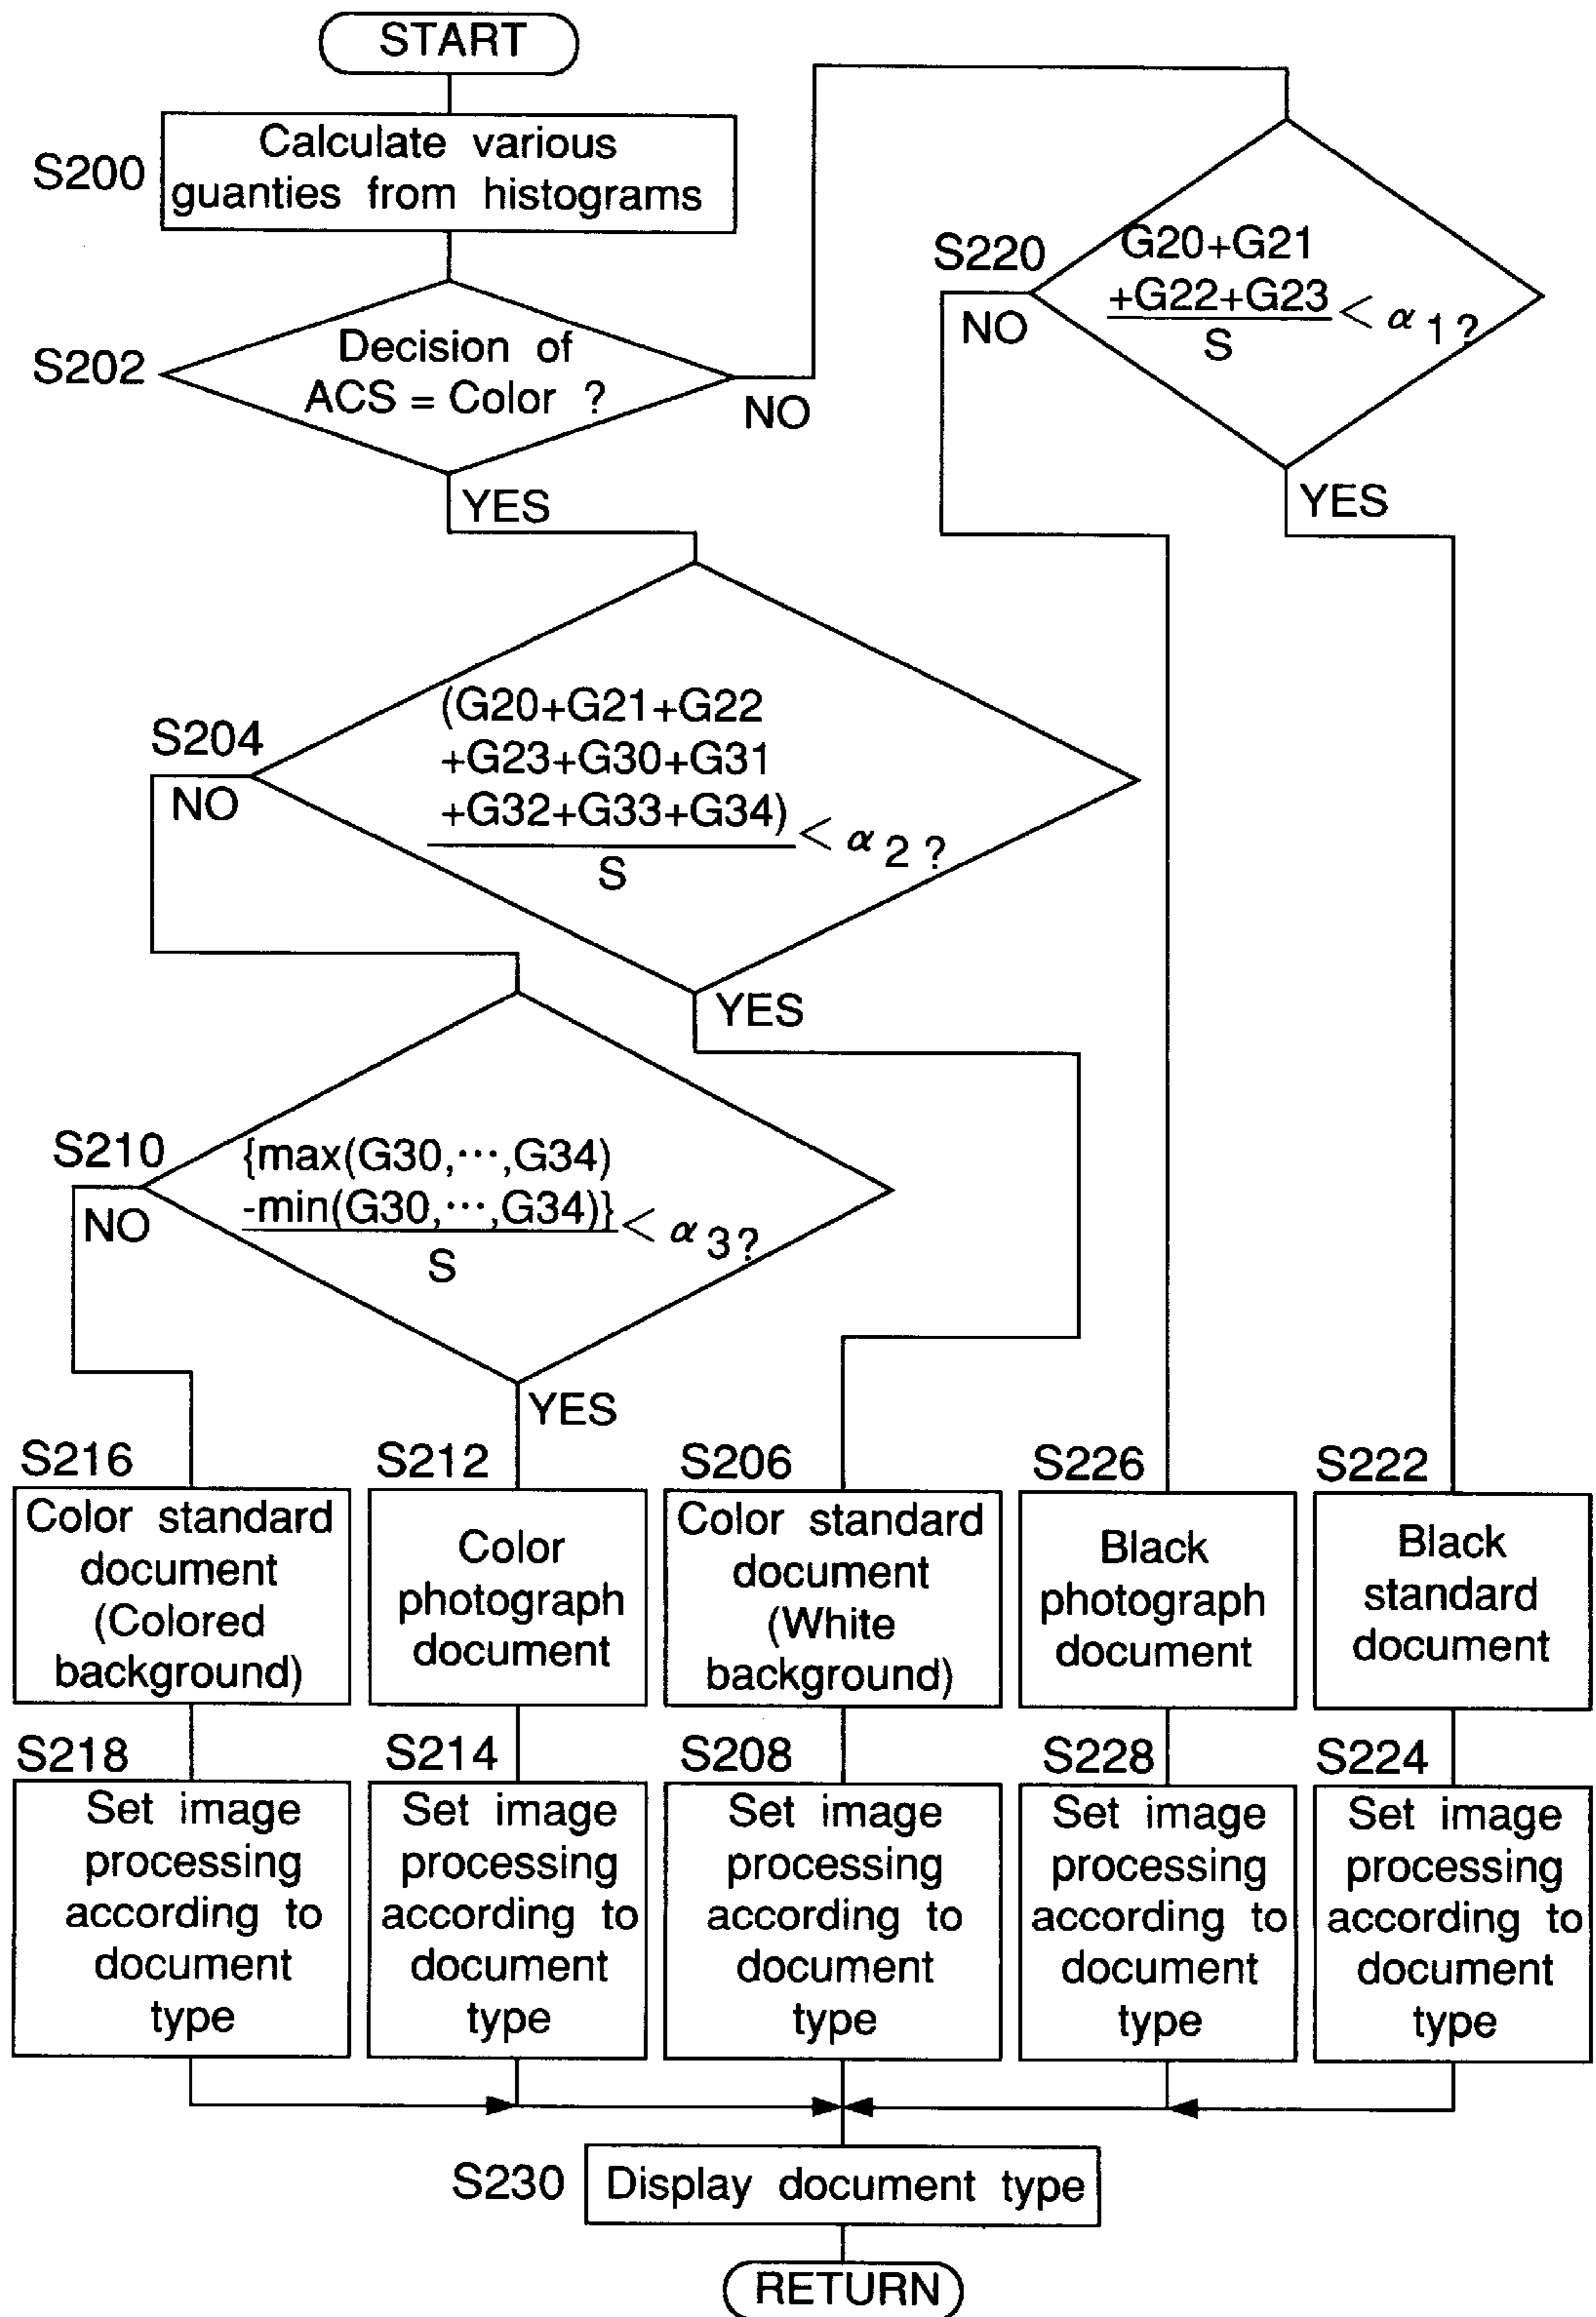 START
S200
Calculate various
guanties from histograms
S202
Decision of
ACS = Color ?
NO
YES
S220
G20+G21
+G22+G23
S
< α 1 ?
NO
YES
S204
(G20+G21+G22
+G23+G30+G31
+G32+G33+G34)
S
< α 2 ?
NO
YES
S210
{max(G30,···,G34)
-min(G30,···,G34)}
S
< α 3?
NO
YES
S216
Color standard
document
(Colored
background)
S212
Color
photograph
document
S206
Color standard
document
(White
background)
S226
Black
photograph
document
S222
Black
standard
document
S218
Set image
processing
according to
document
type
S214
Set image
processing
according to
document
type
S208
Set image
processing
according to
document
type
S228
Set image
processing
according to
document
type
S224
Set image
processing
according to
document
type
S230
Display document type
RETURN